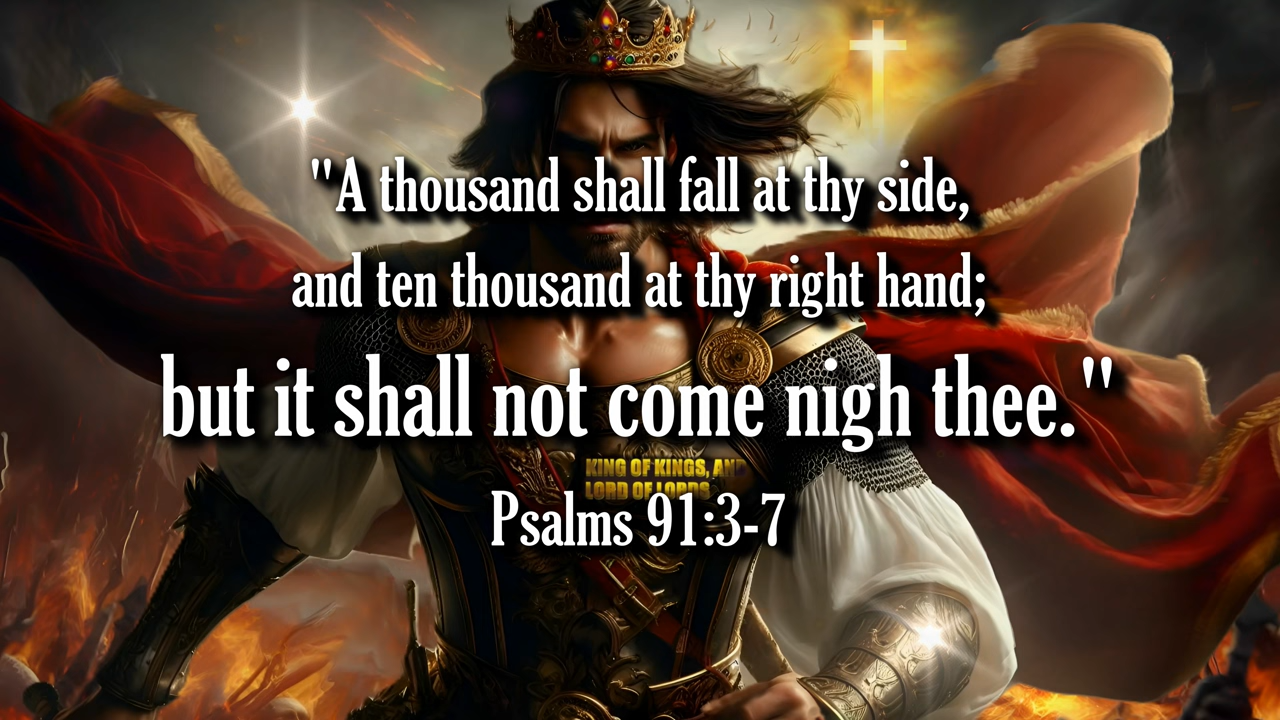 "A thousand shall fall at thy side,
and ten thousand at thy right hand;
but it shall not come nigh thee."
KING OF KINGS, AND
LORD OF LORDS
Psalms 91:3-7